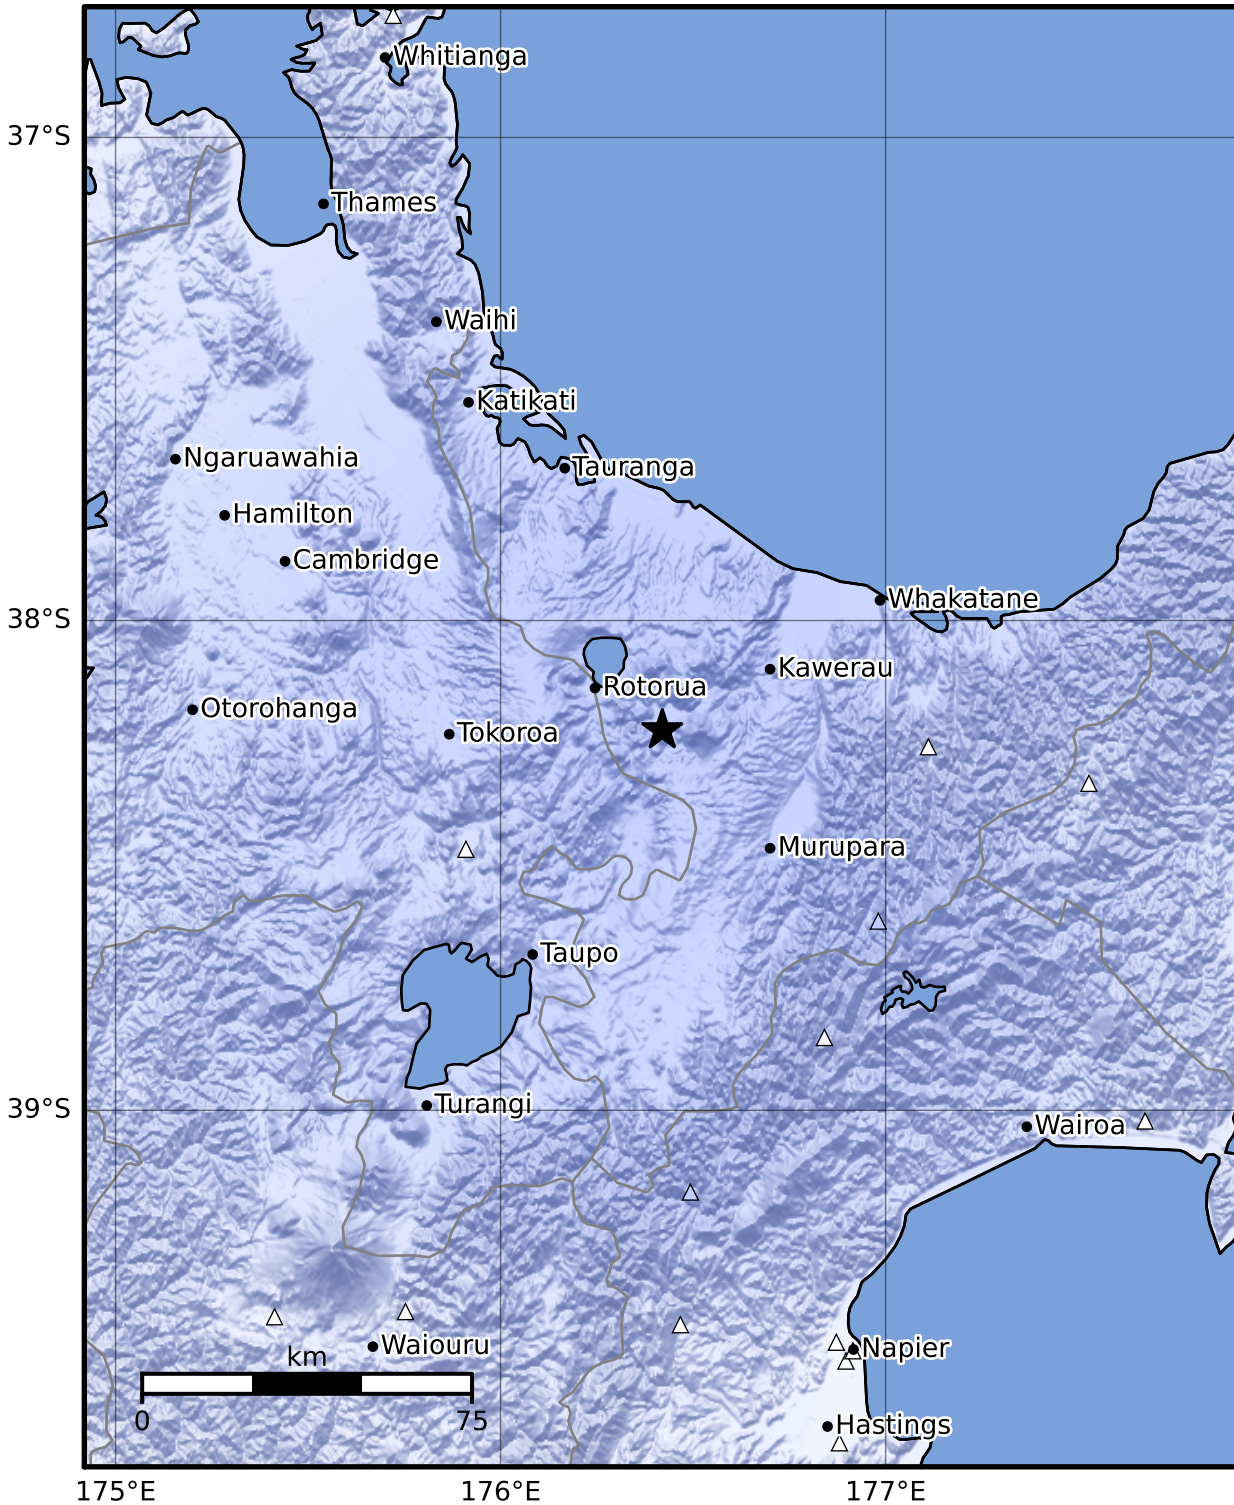 Whitianga
37°S
Thames
Waihi
Katikati
Ngaruawahia
Tauranga
Hamilton
Cambridge
Whakatane
38°S
Kawerau
Rotorua
Otorohanga
Tokoroa
Murupara
Taupo
Turangi
39°S
Wairoa
Waiouru
Napier
km
0 75
Hastings
175°E 176°E 177°E